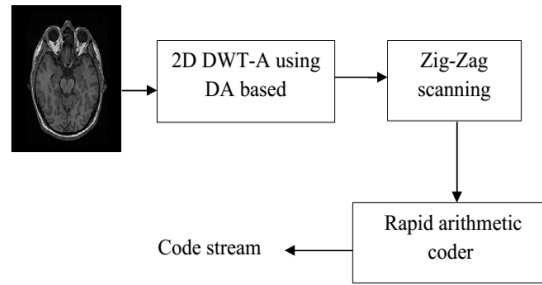 2D DWT-A using
DA based
Zig-Zag
scanning
Rapid arithmetic
coder
Code stream